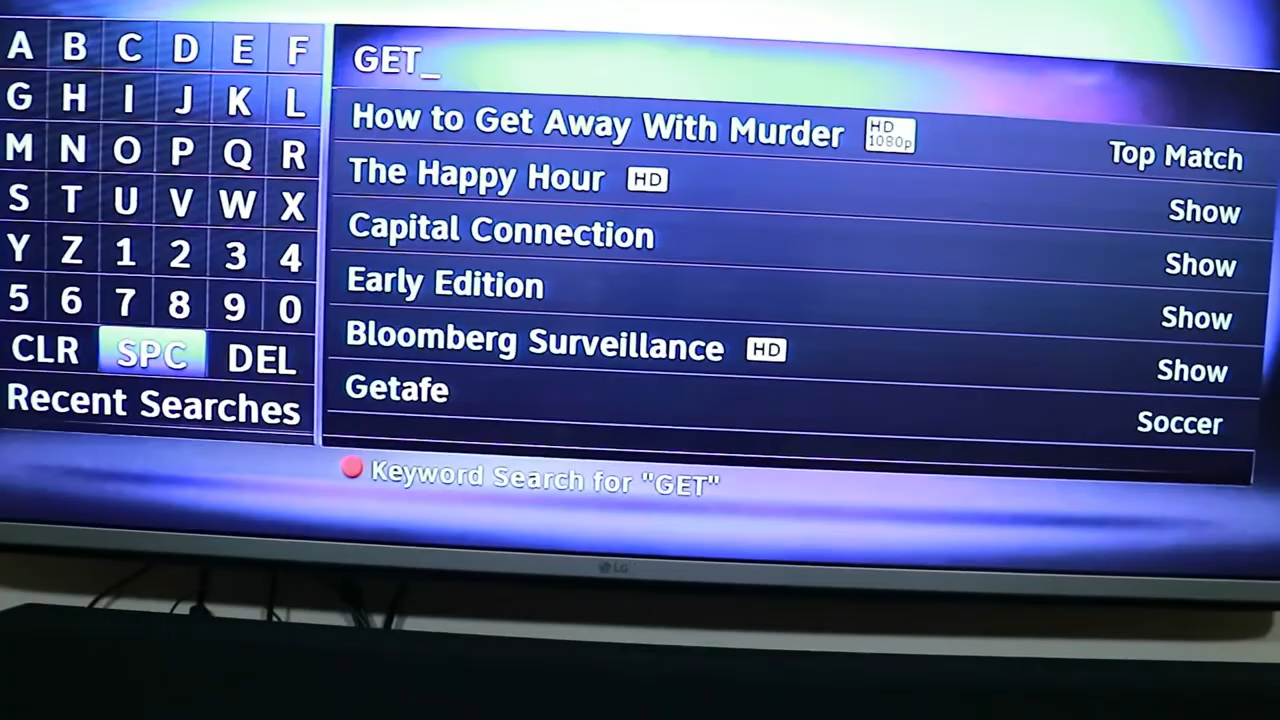 A B C D E F
G H I J K L
M N O P Q R
S T U V W X
Y Z 1 2 3 4
5 6 7 8 9 0
CLR SPC DEL
Recent Searches
GET_
How to Get Away With Murder HD 1080p Top Match
The Happy Hour HD Show
Capital Connection Show
Early Edition Show
Bloomberg Surveillance HD Show
Getafe Soccer
Keyword Search for "GET"
LG